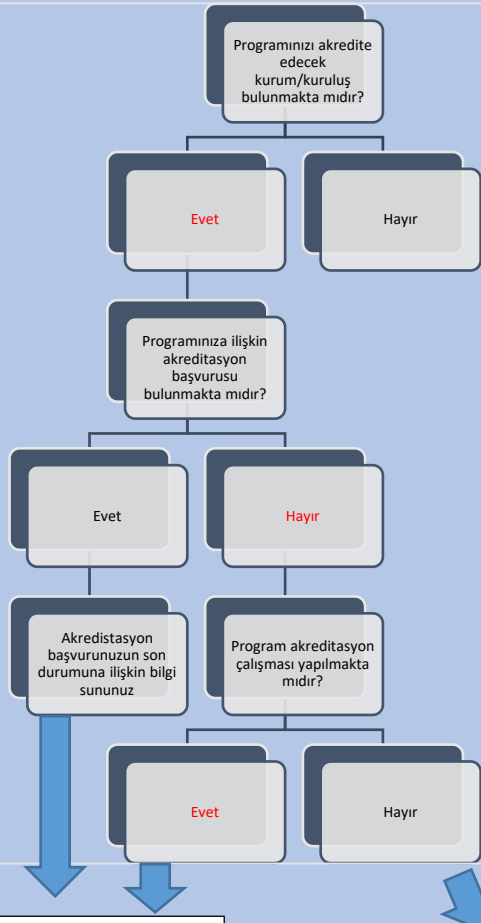 Programınızı akredite
edecek
kurum/kuruluş
bulunmakta mıdır?
Evet
Hayır
Programınıza ilişkin
akreditasyon
başvurusu
bulunmakta mıdır?
Evet
Hayır
Akredistasyon
başvurunuzun son
durumuna ilişkin bilgi
sununuz
Program akreditasyon
çalışması yapılmakta
mıdır?
Evet
Hayır